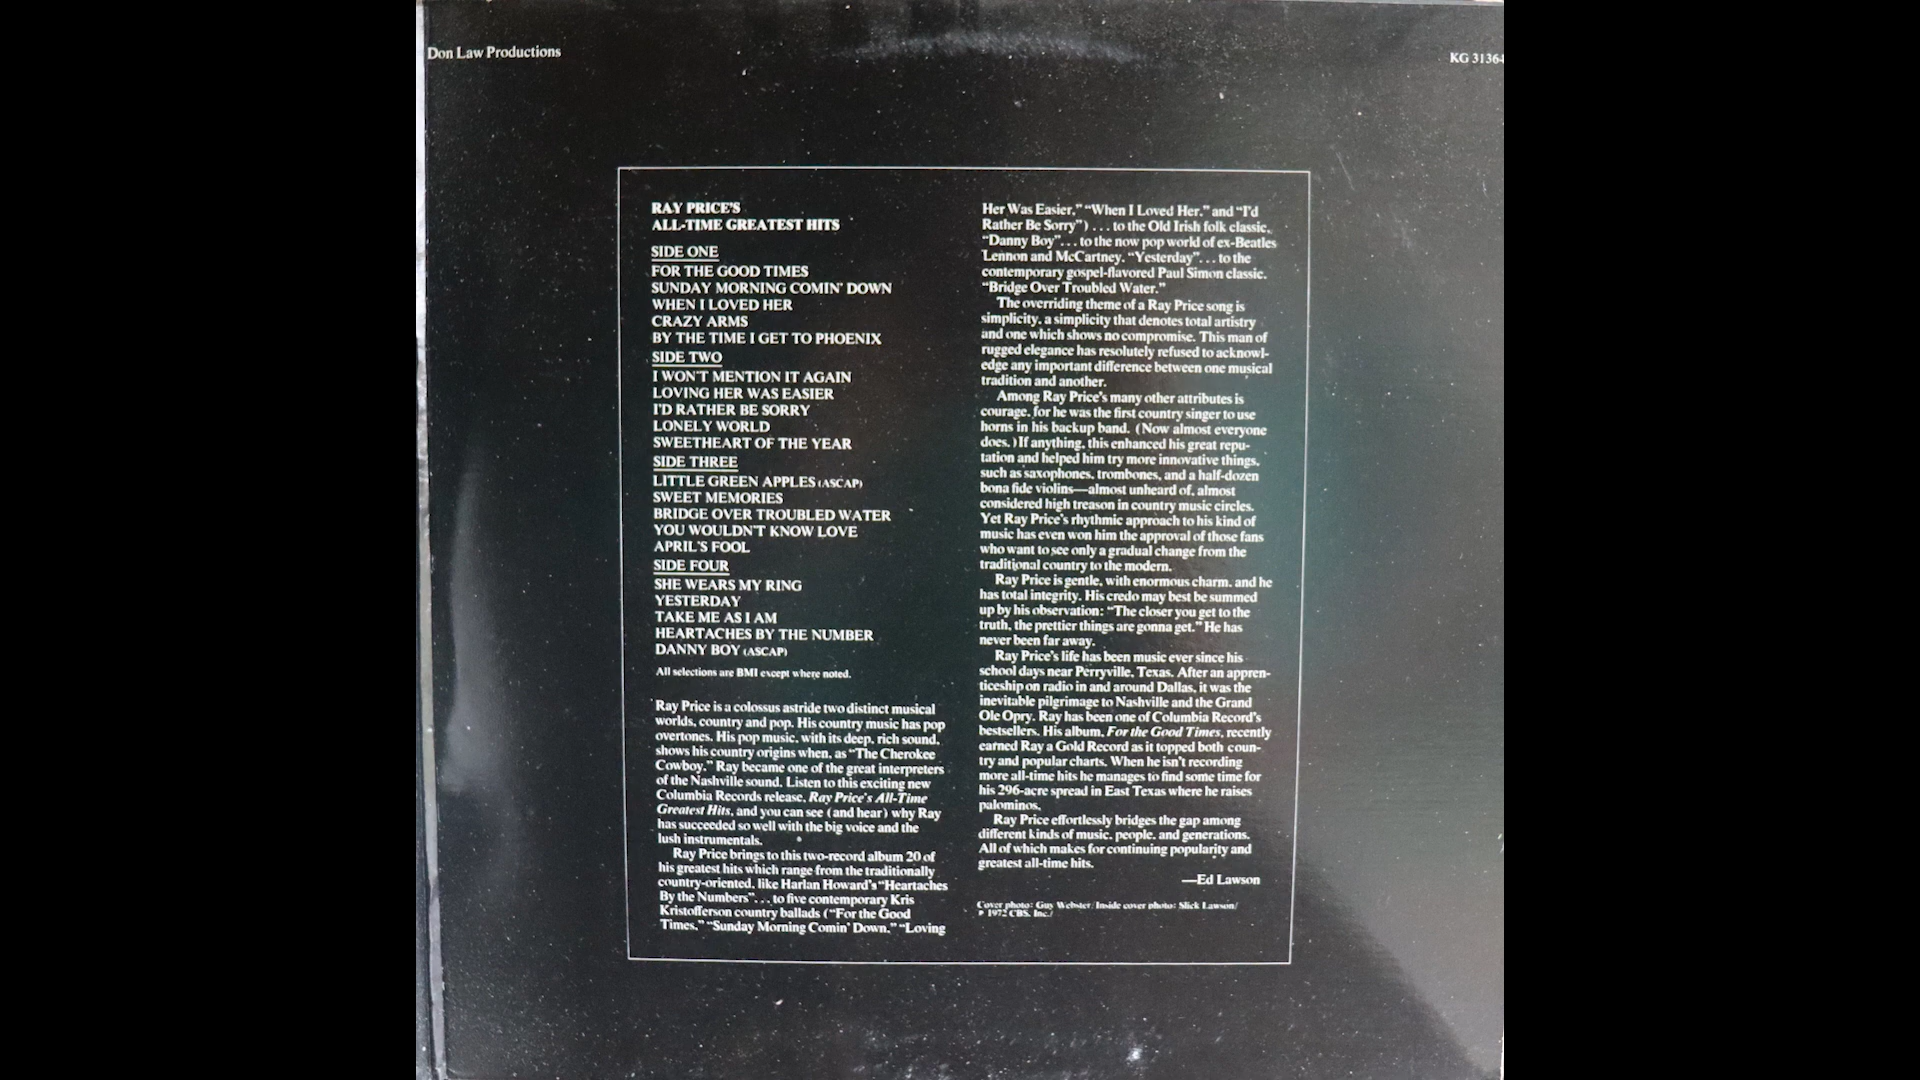 Don Law Productions
KG 3136
RAY PRICE'S
ALL-TIME GREATEST HITS
SIDE ONE
FOR THE GOOD TIMES
SUNDAY MORNING COMIN' DOWN
WHEN I LOVED HER
CRAZY ARMS
BY THE TIME I GET TO PHOENIX
SIDE TWO
I WON'T MENTION IT AGAIN
LOVING HER WAS EASIER
I'D RATHER BE SORRY
LONELY WORLD
SWEETHEART OF THE YEAR
SIDE THREE
LITTLE GREEN APPLES (ASCAP)
SWEET MEMORIES
BRIDGE OVER TROUBLED WATER
YOU WOULDN'T KNOW LOVE
APRIL'S FOOL
SIDE FOUR
SHE WEARS MY RING
YESTERDAY
TAKE ME AS I AM
HEARTACHES BY THE NUMBER
DANNY BOY (ASCAP)
All selections are BMI except where noted.
Ray Price is a colossus astride two distinct musical
worlds, country and pop. His country music has pop
overtones. His pop music, with its deep, rich sound,
shows his country origins when, as "The Cherokee
Cowboy," Ray became one of the great interpreters
of the Nashville sound. Listen to this exciting new
Columbia Records release, Ray Price's All-Time
Greatest Hits, and you can see (and hear) why Ray
has succeeded so well with the big voice and the
lush instrumentals.
Ray Price brings to this two-record album 20 of
his greatest hits which range from the traditionally
country-oriented, like Harlan Howard's "Heartaches
By the Numbers"... to five contemporary Kris
Kristofferson country ballads ("For the Good
Times," "Sunday Morning Comin' Down," "Loving
Her Was Easier," "When I Loved Her," and "I'd
Rather Be Sorry") ... to the Old Irish folk classic,
"Danny Boy"... to the now pop world of ex-Beatles
Lennon and McCartney, "Yesterday"... to the
contemporary gospel-flavored Paul Simon classic,
"Bridge Over Troubled Water."
The overriding theme of a Ray Price song is
simplicity, a simplicity that denotes total artistry
and one which shows no compromise. This man of
rugged elegance has resolutely refused to acknowl-
edge any important difference between one musical
tradition and another.
Among Ray Price's many other attributes is
courage, for he was the first country singer to use
horns in his backup band. (Now almost everyone
does.) If anything, this enhanced his great repu-
tation and helped him try more innovative things,
such as saxophones, trombones, and a half-dozen
bona fide violins—almost unheard of, almost
considered high treason in country music circles.
Yet Ray Price's rhythmic approach to his kind of
music has even won him the approval of those fans
who want to see only a gradual change from the
traditional country to the modern.
Ray Price is gentle, with enormous charm, and he
has total integrity. His credo may best be summed
up by his observation: "The closer you get to the
truth, the prettier things are gonna get." He has
never been far away.
Ray Price's life has been music ever since his
school days near Perryville, Texas. After an appren-
ticeship on radio in and around Dallas, it was the
inevitable pilgrimage to Nashville and the Grand
Ole Opry. Ray has been one of Columbia Record's
bestsellers. His album, For the Good Times, recently
earned Ray a Gold Record as it topped both coun-
try and popular charts. When he isn't recording
more all-time hits he manages to find some time for
his 296-acre spread in East Texas where he raises
palominos.
Ray Price effortlessly bridges the gap among
different kinds of music, people, and generations.
All of which makes for continuing popularity and
greatest all-time hits.
—Ed Lawson
Cover photo: Guy Webster/Inside cover photo: Slick Lawson/
℗ 1972 CBS, Inc./